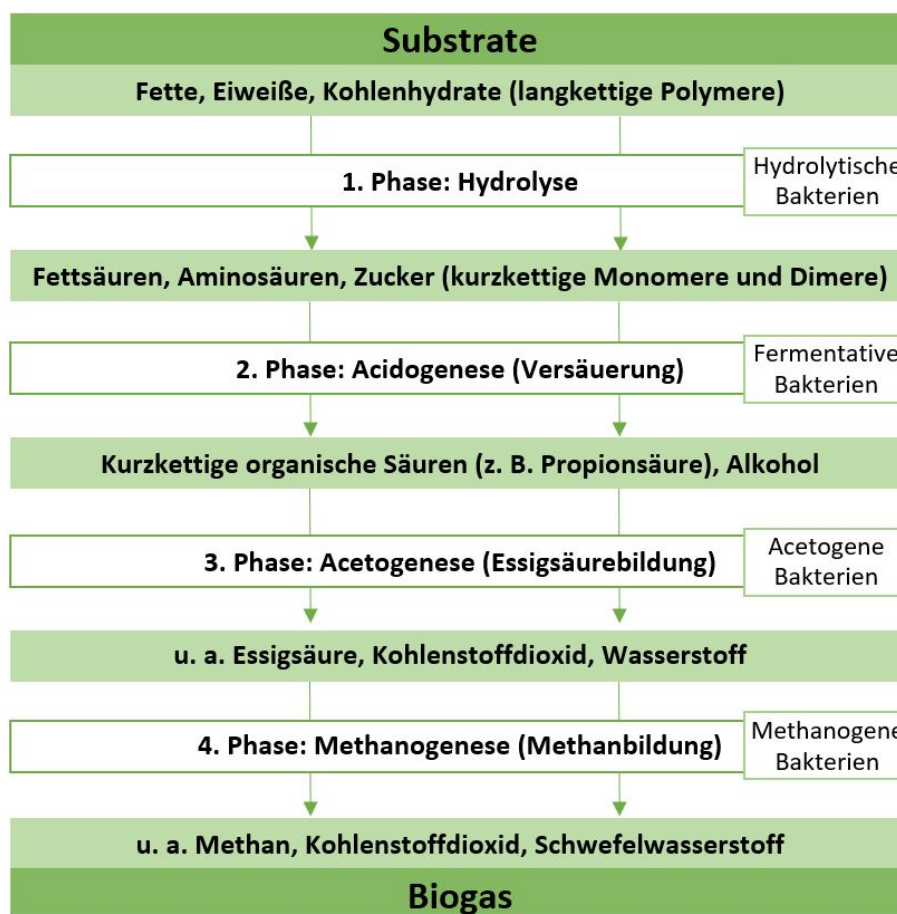 Substrate
Fette, Eiweiße, Kohlenhydrate (langkettige Polymere)
1. Phase: Hydrolyse
Hydrolytische
Bakterien
Fettsäuren, Aminosäuren, Zucker (kurzkettige Monomere und Dimere)
2. Phase: Acidogenese (Versäuerung)
Fermentative
Bakterien
Kurzkettige organische Säuren (z. B. Propionsäure), Alkohol
3. Phase: Acetogenese (Essigsäurebildung)
Acetogene
Bakterien
u. a. Essigsäure, Kohlenstoffdioxid, Wasserstoff
4. Phase: Methanogenese (Methanbildung)
Methanogene
Bakterien
u. a. Methan, Kohlenstoffdioxid, Schwefelwasserstoff
Biogas